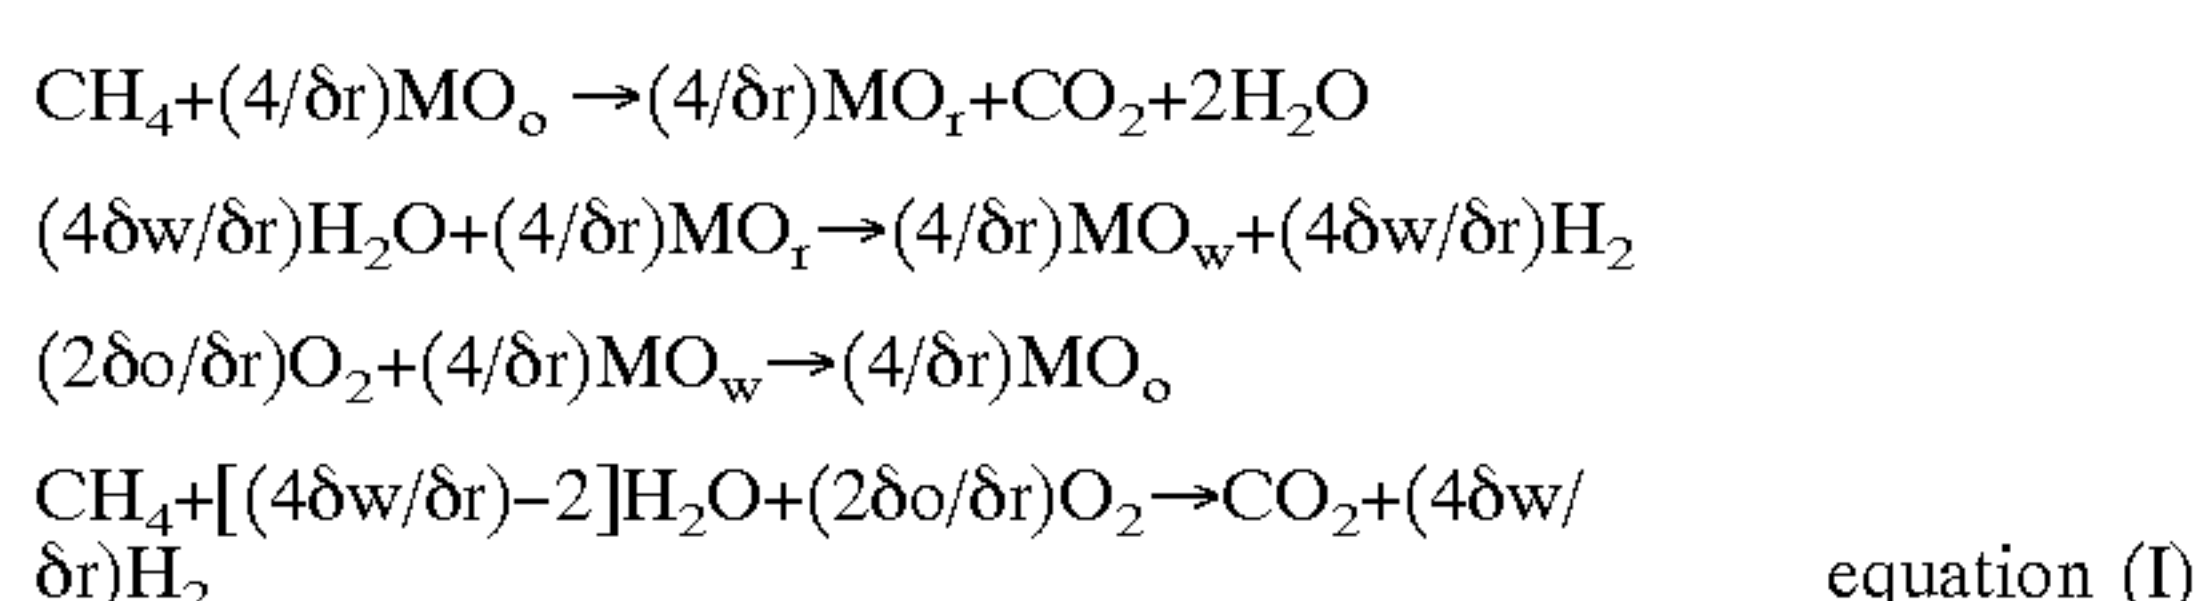 CH₄+(4/δr)MOₒ →(4/δr)MOᵣ+CO₂+2H₂O
(4δw/δr)H₂O+(4/δr)MOᵣ→(4/δr)MO_w+(4δw/δr)H₂
(2δo/δr)O₂+(4/δr)MO_w→(4/δr)MOₒ
CH₄+[(4δw/δr)−2]H₂O+(2δo/δr)O₂→CO₂+(4δw/
δr)H₂ equation (I)